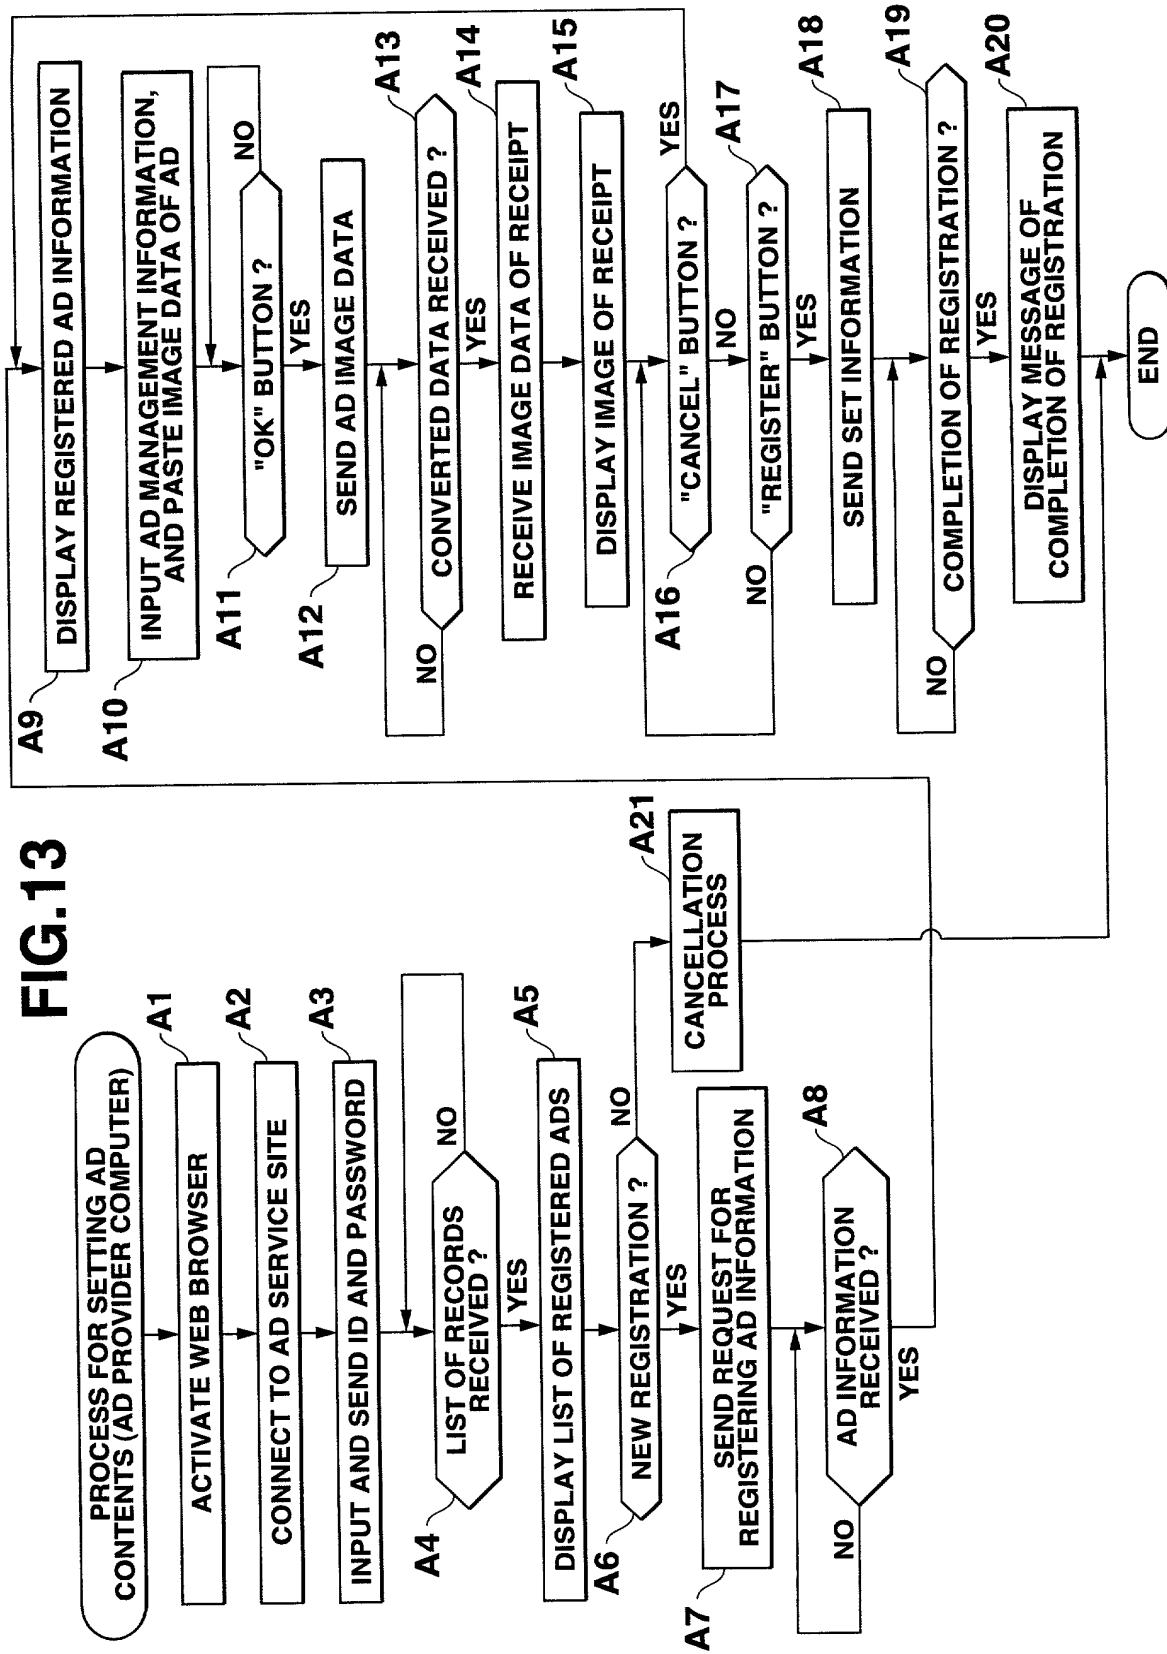 FIG.13
PROCESS FOR SETTING AD
CONTENTS (AD PROVIDER COMPUTER)
A1
ACTIVATE WEB BROWSER
A2
CONNECT TO AD SERVICE SITE
A3
INPUT AND SEND ID AND PASSWORD
A4
LIST OF RECORDS
RECEIVED ?
NO
YES
A5
DISPLAY LIST OF REGISTERED ADS
A6
NEW REGISTRATION ?
NO
YES
A21
CANCELLATION
PROCESS
A7
SEND REQUEST FOR
REGISTERING AD INFORMATION
A8
AD INFORMATION
RECEIVED ?
NO
YES
A9
DISPLAY REGISTERED AD INFORMATION
A10
INPUT AD MANAGEMENT INFORMATION,
AND PASTE IMAGE DATA OF AD
A11
"OK" BUTTON ?
NO
YES
A12
SEND AD IMAGE DATA
A13
CONVERTED DATA RECEIVED ?
NO
YES
A14
RECEIVE IMAGE DATA OF RECEIPT
A15
DISPLAY IMAGE OF RECEIPT
A16
"CANCEL" BUTTON ?
YES
NO
A17
"REGISTER" BUTTON ?
NO
YES
A18
SEND SET INFORMATION
A19
COMPLETION OF REGISTRATION ?
NO
YES
A20
DISPLAY MESSAGE OF
COMPLETION OF REGISTRATION
END